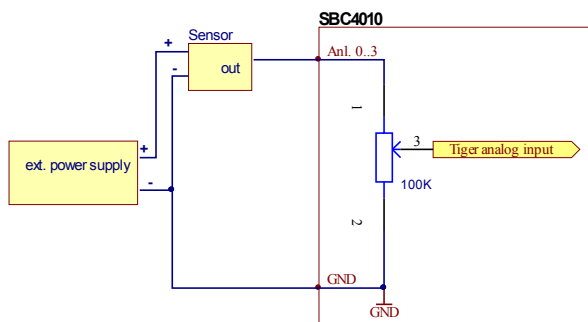 SBC4010
Sensor
+
-
out
Anl. 0..3
1
3
Tiger analog input
100K
2
ext. power supply
+
-
GND
GND